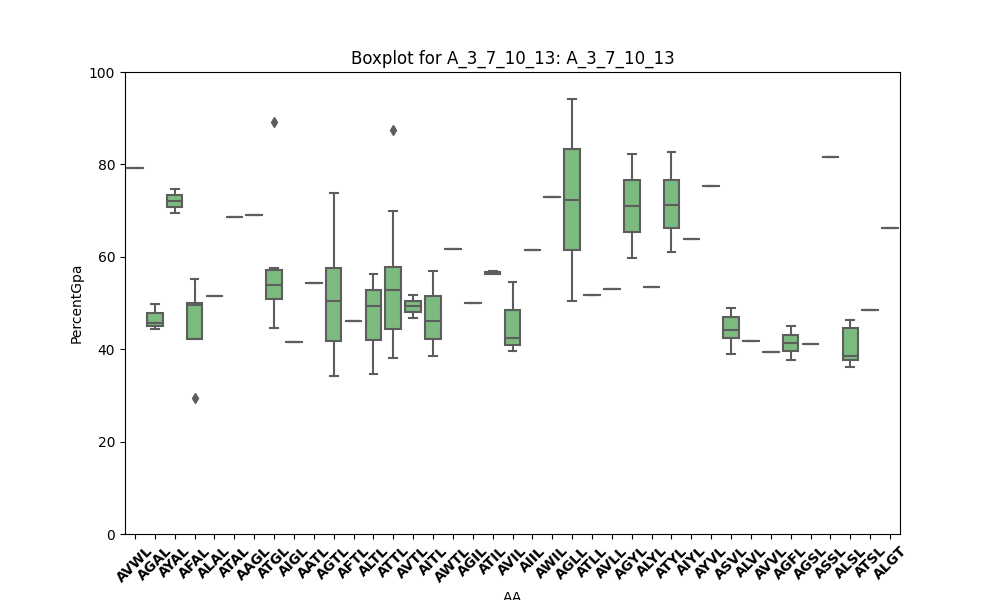 Boxplot for A_3_7_10_13: A_3_7_10_13
PercentGpa
100
80
60
40
20
0
AVWL
AGAL
AYAL
AFAL
ALAL
ATAL
AAGL
ATGL
AIGL
AATL
AGTL
AFTL
ALTL
ATTL
AVTL
AITL
AWTL
AGIL
ATIL
AVIL
AIIL
AWIL
AGLL
ATLL
AVLL
AGYL
ALYL
ATYL
AIYL
AYVL
ASVL
ALVL
AVVL
AGFL
AGSL
ASSL
ALSL
ATSL
ALGT
AA